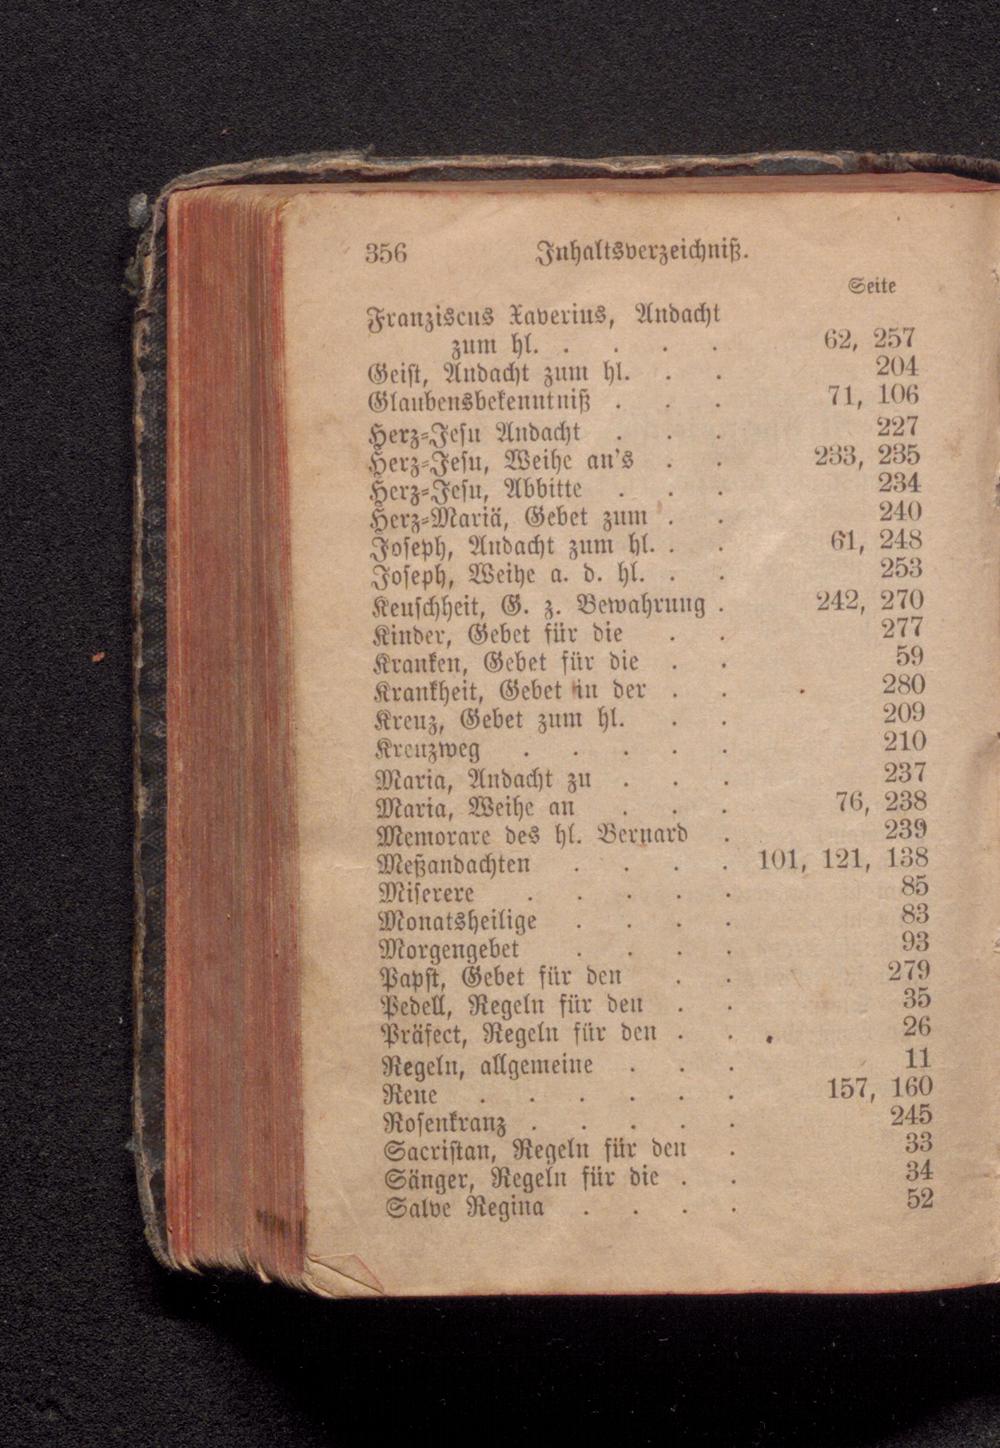 356 Inhaltsverzeichniß.
Seite
Franziscus Xaverius, Andacht
zum hl. . . . . 62, 257
Geist, Andacht zum hl. . . 204
Glaubensbekenntniß . . . 71, 106
Herz-Jesu Andacht . . . 227
Herz-Jesu, Weihe an's . . 233, 235
Herz-Jesu, Abbitte . . . 234
Herz-Mariä, Gebet zum . . 240
Joseph, Andacht zum hl. . . 61, 248
Joseph, Weihe a. d. hl. . . 253
Keuschheit, G. z. Bewahrung . 242, 270
Kinder, Gebet für die . . 277
Kranken, Gebet für die . . 59
Krankheit, Gebet in der . . 280
Kreuz, Gebet zum hl. . . 209
Kreuzweg . . . . . 210
Maria, Andacht zu . . . 237
Maria, Weihe an . . . 76, 238
Memorare des hl. Bernard . 239
Meßandachten . . . . 101, 121, 138
Miserere . . . . . 85
Monatsheilige . . . . 83
Morgengebet . . . . 93
Papst, Gebet für den . . 279
Pedell, Regeln für den . . 35
Präfect, Regeln für den . . 26
Regeln, allgemeine . . . 11
Reue . . . . . . 157, 160
Rosenkranz . . . . . 245
Sacristan, Regeln für den . 33
Sänger, Regeln für die . . 34
Salve Regina . . . . 52